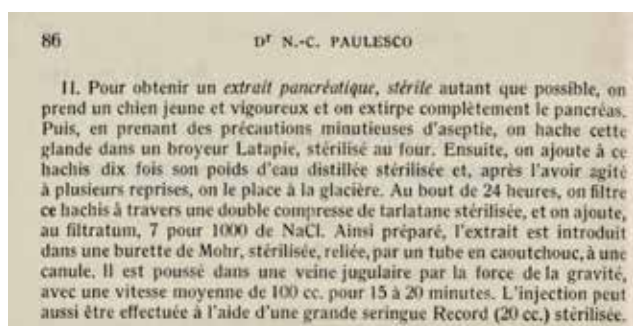 86
Dr N.-C. PAULESCO
II. Pour obtenir un extrait pancréatique, stérile autant que possible, on
prend un chien jeune et vigoureux et on extirpe complètement le pancréas.
Puis, en prenant des précautions minutieuses d'aseptie, on hache cette
glande dans un broyeur Latapie, stérilisé au four. Ensuite, on ajoute à ce
hachis dix fois son poids d'eau distillée stérilisée et, après l'avoir agité
à plusieurs reprises, on le place à la glacière. Au bout de 24 heures, on filtre
ce hachis à travers une double compresse de tarlatane stérilisée, et on ajoute,
au filtratum, 7 pour 1000 de NaCl. Ainsi préparé, l'extrait est introduit
dans une burette de Mohr, stérilisée, reliée, par un tube en caoutchouc, à une
canule. Il est poussé dans une veine jugulaire par la force de la gravité,
avec une vitesse moyenne de 100 cc. pour 15 à 20 minutes. L'injection peut
aussi être effectuée à l'aide d'une grande seringue Record (20 cc.) stérilisée.